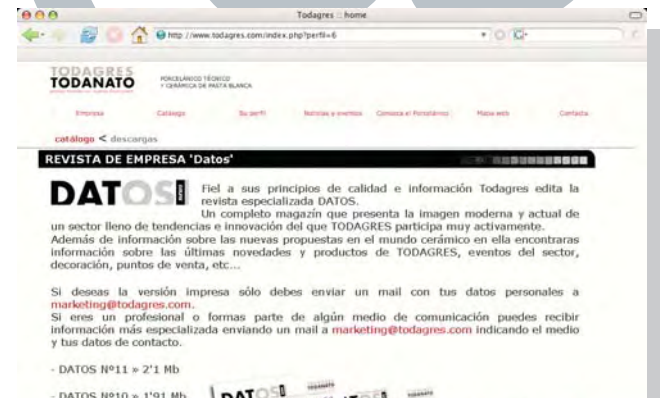 Todagres :: home
http://www.todagres.com/index.php?perfil=6
TODAGRES
TODANATO
PORCELÁNICO TÉCNICO
Y CERÁMICA DE PASTA BLANCA
Empresa Catálogo Su perfil Noticias y eventos Conozca el Porcelánico Mapa web Contacta
catálogo < descargas
REVISTA DE EMPRESA 'Datos'
DATOS!
Fiel a sus principios de calidad e información Todagres edita la
revista especializada DATOS.
Un completo magazín que presenta la imagen moderna y actual de
un sector lleno de tendencias e innovación del que TODAGRES participa muy activamente.
Además de información sobre las nuevas propuestas en el mundo cerámico en ella encontraras
información sobre las últimas novedades y productos de TODAGRES, eventos del sector,
decoración, puntos de venta, etc...
Si deseas la versión impresa sólo debes enviar un mail con tus datos personales a
marketing@todagres.com.
Si eres un profesional o formas parte de algún medio de comunicación puedes recibir
información más especializada enviando un mail a marketing@todagres.com indicando el medio
y tus datos de contacto.
- DATOS Nº11 » 2'1 Mb
- DATOS Nº10 » 1'91 Mb
DATOS!